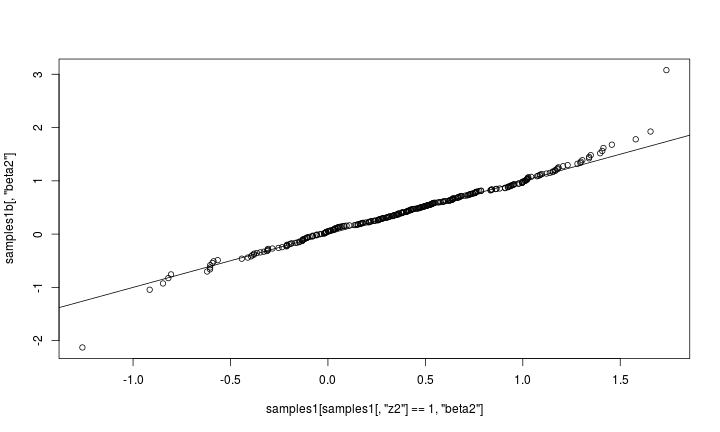 3
2
1
0
-1
-2
samples1b[, "beta2"]
-1.0 -0.5 0.0 0.5 1.0 1.5
samples1[samples1[, "z2"] == 1, "beta2"]